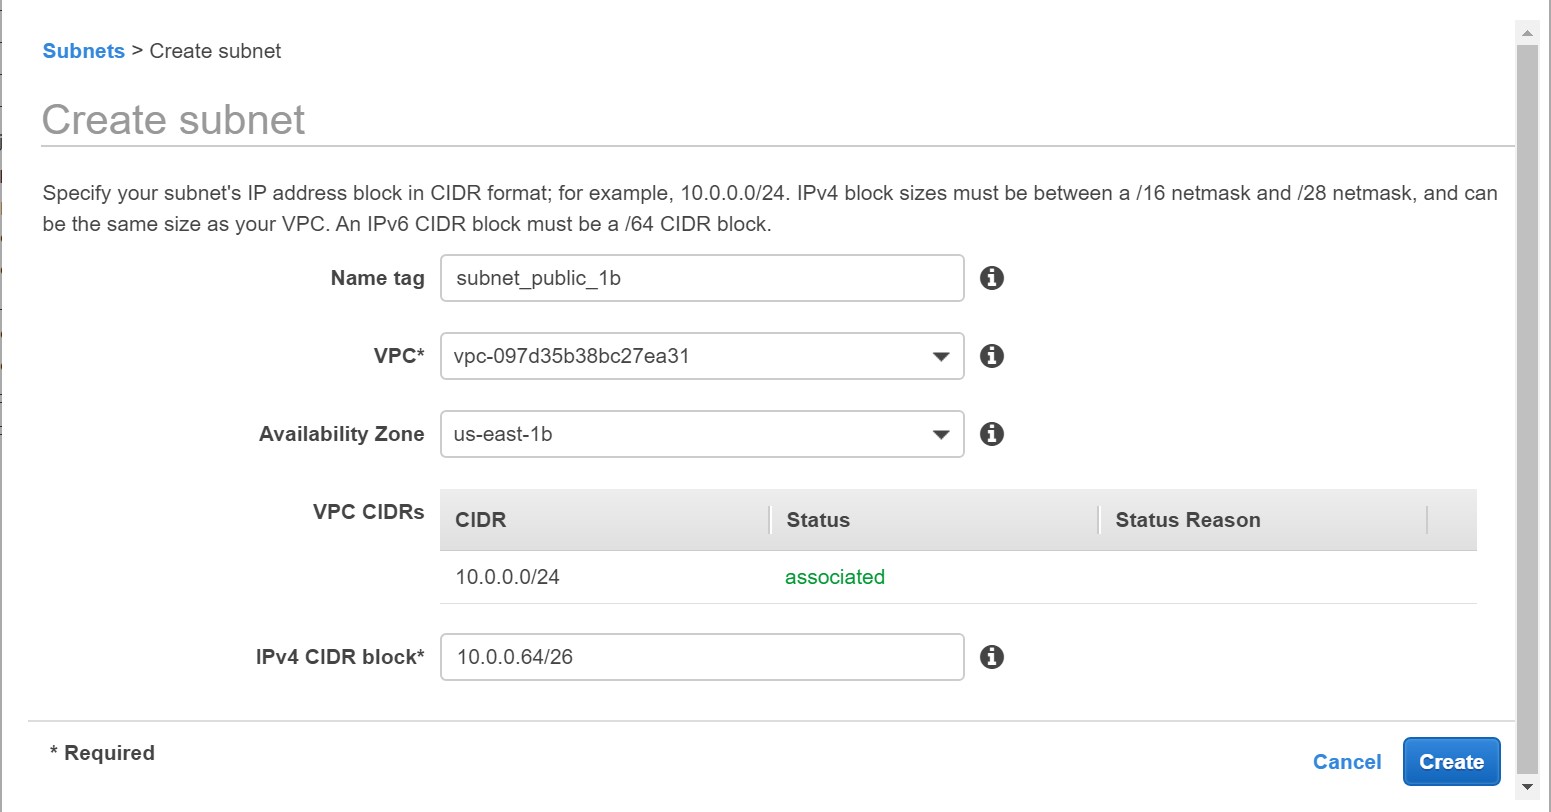 Subnets > Create subnet
Create subnet
Specify your subnet's IP address block in CIDR format; for example, 10.0.0.0/24. IPv4 block sizes must be between a /16 netmask and /28 netmask, and can
be the same size as your VPC. An IPv6 CIDR block must be a /64 CIDR block.
Name tag subnet_public_1b
VPC* vpc-097d35b38bc27ea31
Availability Zone us-east-1b
VPC CIDRs CIDR Status Status Reason
10.0.0.0/24 associated
IPv4 CIDR block* 10.0.0.64/26
* Required
Cancel Create